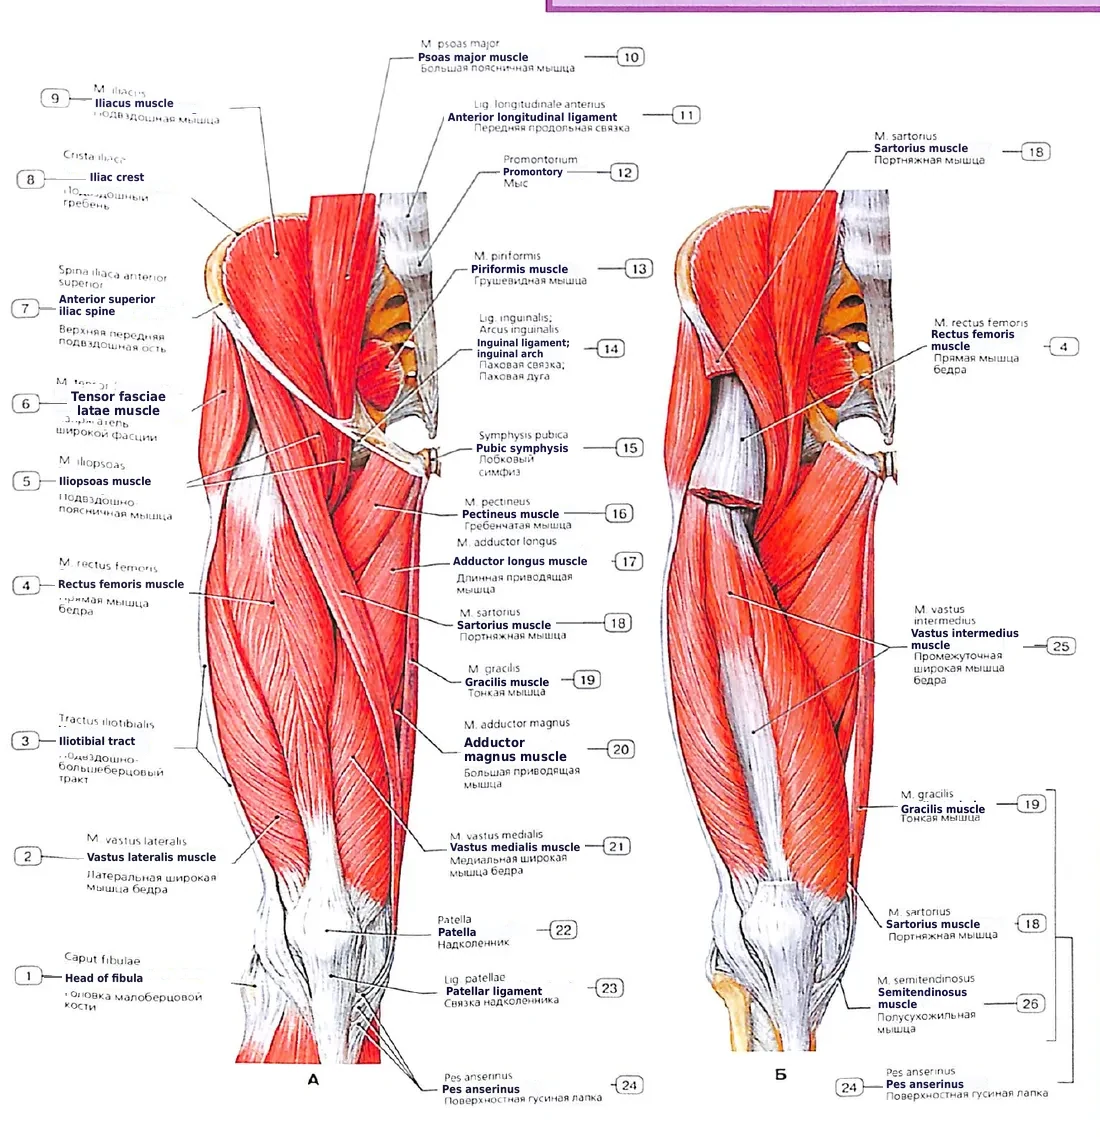 M. psoas major
Psoas major muscle
Большая поясничная мышца
10
M. iliacus
Iliacus muscle
Подвздошная мышца
9
Lig. longitudinale anterius
Anterior longitudinal ligament
Передняя продольная связка
11
Crista iliaca
Iliac crest
гребень
8
Promontorium
Promontory
Мыс
12
M. sartorius
Sartorius muscle
Портняжная мышца
18
Spina iliaca anterior
superior
Anterior superior
iliac spine
Верхняя передняя
подвздошная ость
7
M. piriformis
Piriformis muscle
Грушевидная мышца
13
Lig. inguinalis;
Arcus inguinalis
Inguinal ligament;
inguinal arch
Паховая связка;
Паховая дуга
14
M. rectus femoris
Rectus femoris
muscle
Прямая мышца
бедра
4
Tensor fasciae
latae muscle
широкой фасции
6
M. iliopsoas
Iliopsoas muscle
Подвздошно-
поясничная мышца
5
Symphysis pubica
Pubic symphysis
Лобковый
симфиз
15
M. pectineus
Pectineus muscle
Гребенчатая мышца
16
M. adductor longus
Adductor longus muscle
Длинная приводящая
мышца
17
M. rectus femoris
Rectus femoris muscle
Прямая мышца
бедра
4
M. sartorius
Sartorius muscle
Портняжная мышца
18
M. vastus
intermedius
Vastus intermedius
muscle
Промежуточная
широкая мышца
бедра
25
M. gracilis
Gracilis muscle
Тонкая мышца
19
Tractus iliotibialis
Iliotibial tract
Подвздошно-
большеберцовый
тракт
3
M. adductor magnus
Adductor
magnus muscle
Большая приводящая
мышца
20
M. gracilis
Gracilis muscle
Тонкая мышца
19
M. vastus lateralis
Vastus lateralis muscle
Латеральная широкая
мышца бедра
2
M. vastus medialis
Vastus medialis muscle
Медиальная широкая
мышца бедра
21
Patella
Patella
Надколенник
22
M. sartorius
Sartorius muscle
Портняжная мышца
18
Caput fibulae
Head of fibula
Головка малоберцовой
кости
1
Lig. patellae
Patellar ligament
Связка надколенника
23
M. semitendinosus
Semitendinosus
muscle
Полусухожильная
мышца
26
Pes anserinus
Pes anserinus
Поверхностная гусиная лапка
24
Pes anserinus
Pes anserinus
Поверхностная гусиная лапка
24
А
Б